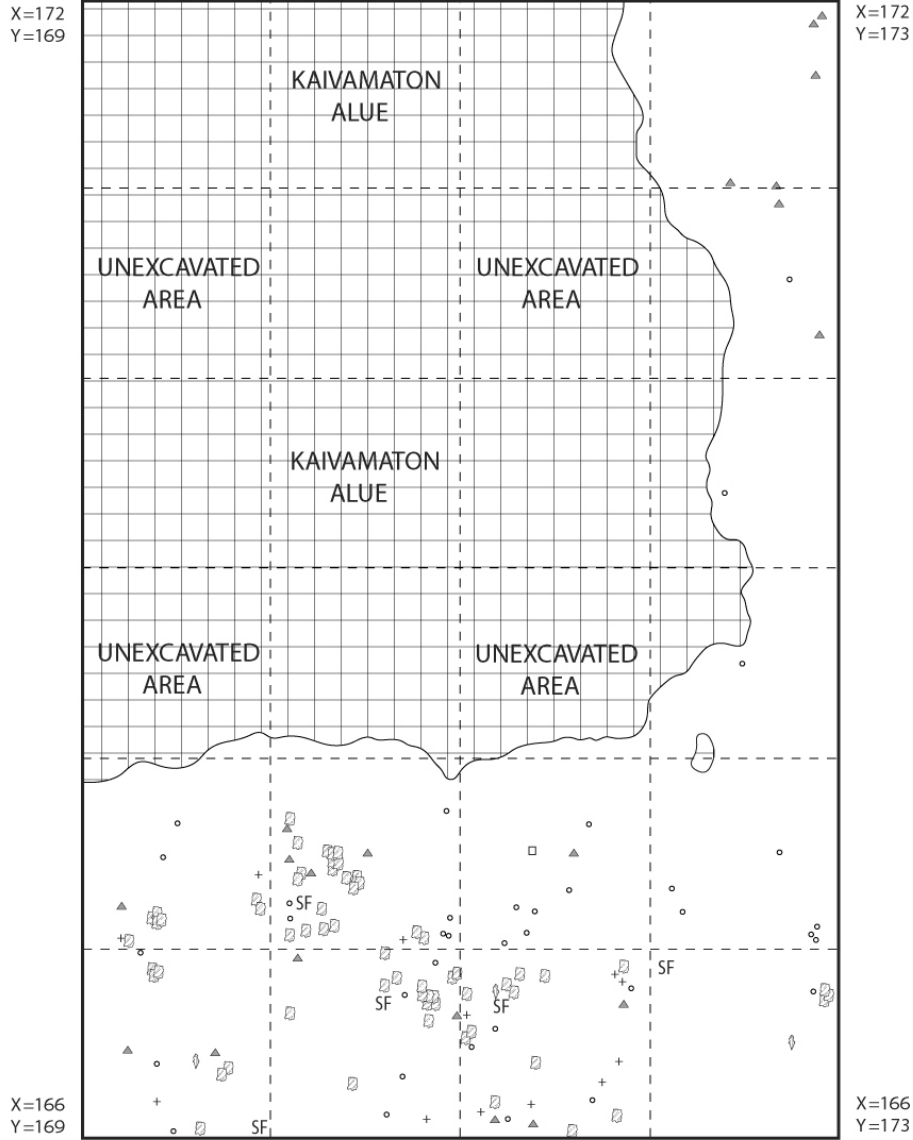 X=172
Y=169
X=172
Y=173
KAIVAMATON
ALUE
UNEXCAVATED
AREA
UNEXCAVATED
AREA
KAIVAMATON
ALUE
UNEXCAVATED
AREA
UNEXCAVATED
AREA
SF
SF
SF
SF
SF
X=166
Y=169
X=166
Y=173